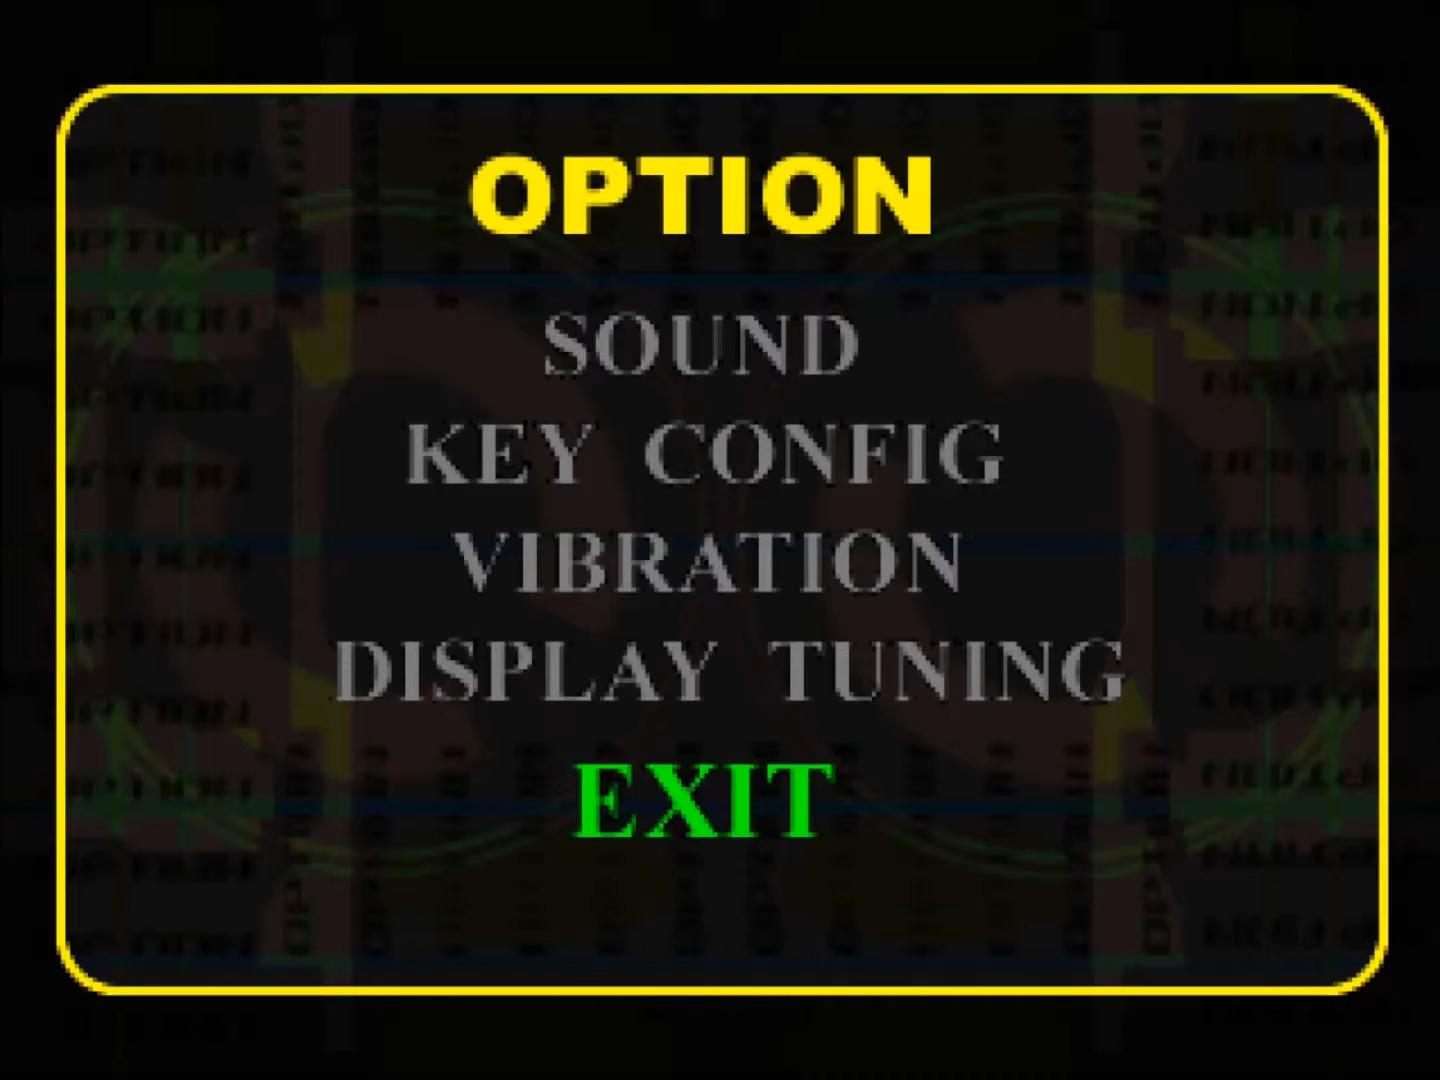 OPTION
SOUND
KEY CONFIG
VIBRATION
DISPLAY TUNING
EXIT